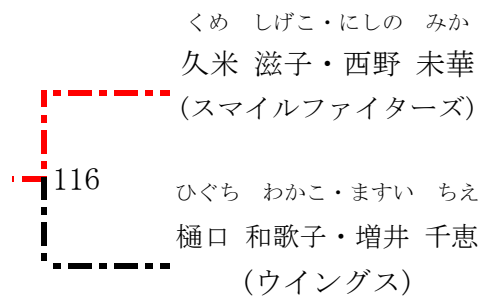 くめ しげこ・にしの みか
久米 滋子・西野 未華
(スマイルファイターズ)
116
ひぐち わかこ・ますい ちえ
樋口 和歌子・増井 千恵
(ウイングス)